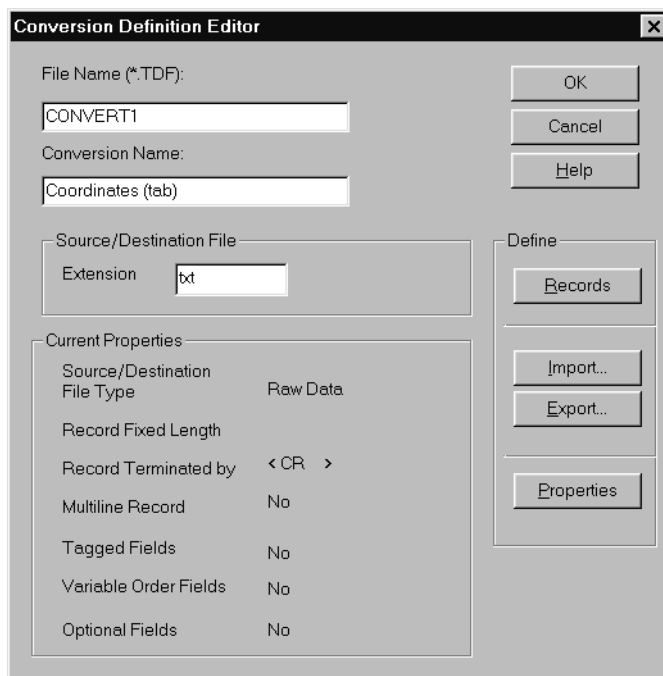 Conversion Definition Editor
File Name (*.TDF):
CONVERT1
Conversion Name:
Coordinates (tab)
OK
Cancel
Help
Source/Destination File
Extension
txt
Define
Records
Import...
Export...
Properties
Current Properties
Source/Destination
File Type
Raw Data
Record Fixed Length
Record Terminated by
< CR >
Multiline Record
No
Tagged Fields
No
Variable Order Fields
No
Optional Fields
No